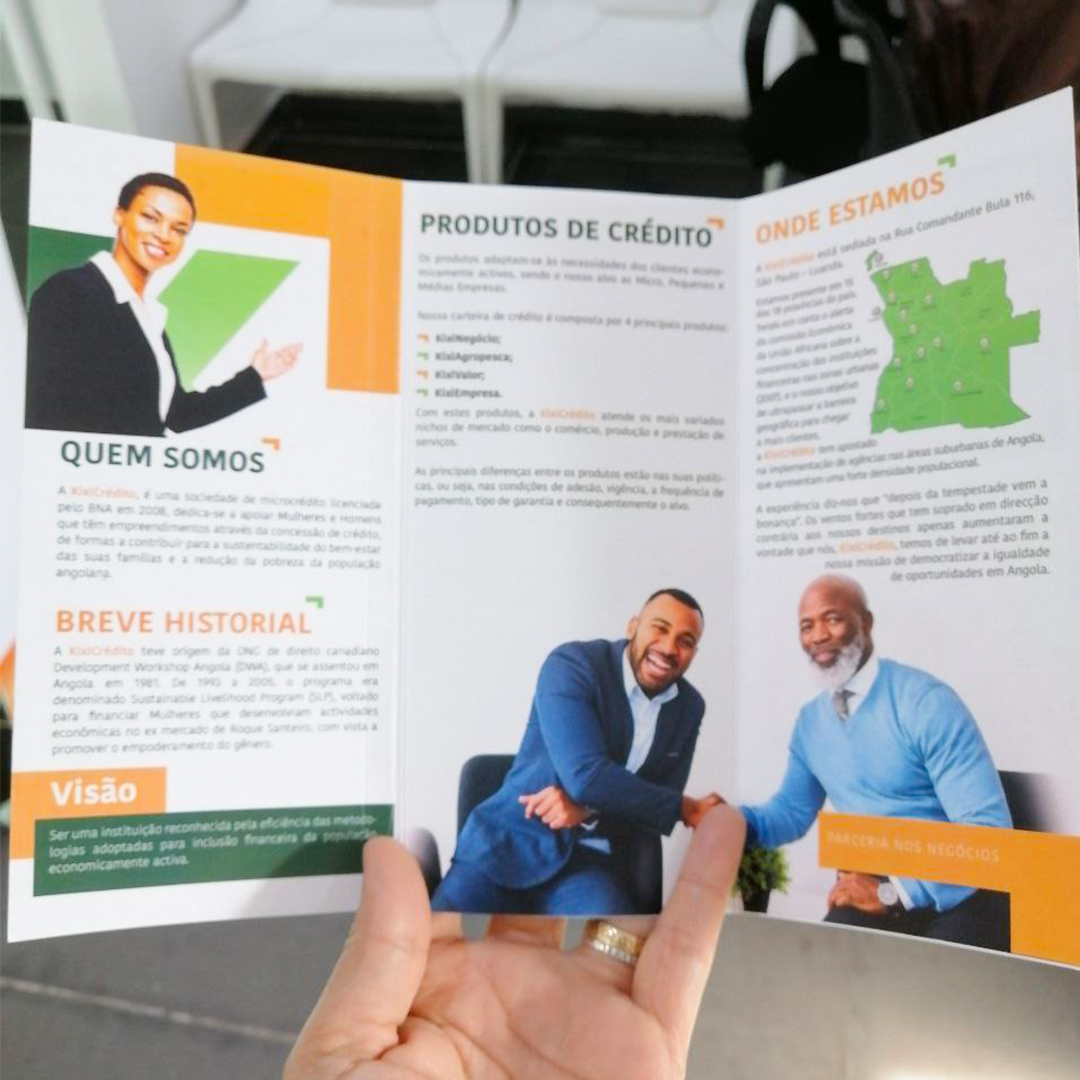 QUEM SOMOS
A KixiCrédito, é uma sociedade de microcrédito licenciada
pelo BNA em 2008, dedica-se a apoiar Mulheres e Homens
que têm empreendimentos através da concessão de crédito,
de formas a contribuir para a sustentabilidade do bem-estar
das suas famílias e a redução da pobreza da população
angolana.
BREVE HISTORIAL
A KixiCrédito teve origem da ONG de direito canadiano
Development Workshop Angola (DWA), que se assentou em
Angola em 1981. De 1993 a 2005, o programa era
denominado Sustainable Livelihood Program (SLP), voltado
para financiar Mulheres que desenvolviam actividades
económicas no ex mercado de Roque Santeiro, com vista a
promover o empoderamento do género.
Visão
Ser uma instituição reconhecida pela eficiência das metodo-
logias adoptadas para inclusão financeira da população
economicamente activa.
PRODUTOS DE CRÉDITO
Os produtos adaptam-se às necessidades dos clientes econo-
micamente activos, sendo o nosso alvo as Micro, Pequenas e
Médias Empresas.
Nossa carteira de crédito é composta por 4 principais produtos:
KixiNegócio;
KixiAgropesca;
KixiValor;
KixiEmpresa.
Com estes produtos, a KixiCrédito atende os mais variados
nichos de mercado como o comércio, produção e prestação de
serviços.
As principais diferenças entre os produtos estão nas suas políti-
cas, ou seja, nas condições de adesão, vigência, a frequência de
pagamento, tipo de garantia e consequentemente o alvo.
ONDE ESTAMOS
A KixiCrédito está sediada na Rua Comandante Bula 116,
São Paulo – Luanda.
Estamos presente em 15
das 18 províncias do país,
tendo em conta o alerta
da comissão Económica
da União Africana sobre a
concentração das instituições
financeiras nas zonas urbanas
(2007), e o nosso objetivo
de ultrapassar a barreira
geográfica para chegar
a mais clientes,
a KixiCrédito tem apostado
na implementação de agências nas áreas suburbanas de Angola,
que apresentam uma forte densidade populacional.
A experiência diz-nos que "depois da tempestade vem a
bonança". Os ventos fortes que tem soprado em direcção
contrária aos nossos destinos apenas aumentaram a
vontade que nós, KixiCrédito, temos de levar até ao fim a
nossa missão de democratizar a igualdade
de oportunidades em Angola.
PARCERIA NOS NEGÓCIOS